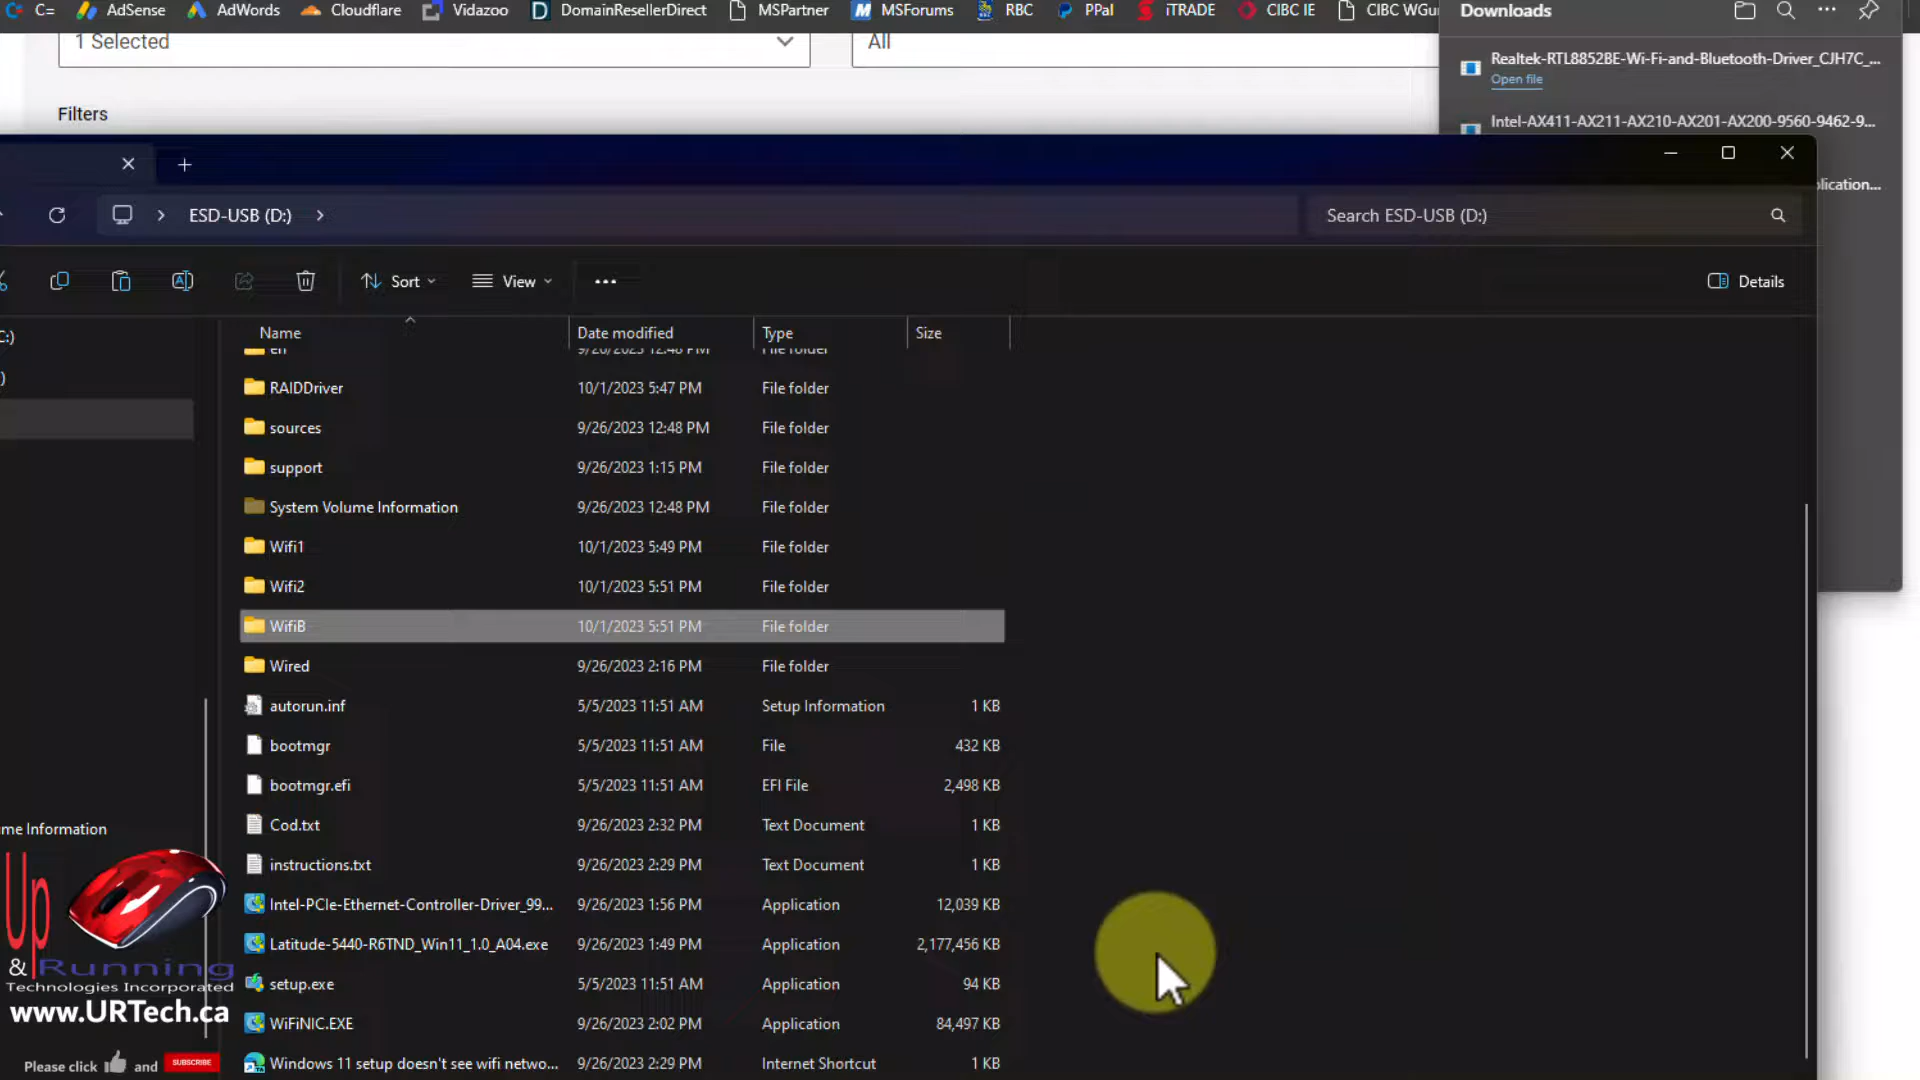 C= AdSense AdWords Cloudflare Vidazoo DomainResellerDirect MSPartner MSForums RBC PPal iTRADE CIBC IE CIBC WGu
Downloads
1 Selected
All
Realtek-RTL8852BE-Wi-Fi-and-Bluetooth-Driver_CJH7C_...
Open file
Filters
Intel-AX411-AX211-AX210-AX201-AX200-9560-9462-9...
plication...
ESD-USB (D:)
Search ESD-USB (D:)
Sort
View
Details
Name Date modified Type Size
C:)
)
en 9/26/2023 12:48 PM File folder
RAIDDriver 10/1/2023 5:47 PM File folder
sources 9/26/2023 12:48 PM File folder
support 9/26/2023 1:15 PM File folder
System Volume Information 9/26/2023 12:48 PM File folder
Wifi1 10/1/2023 5:49 PM File folder
Wifi2 10/1/2023 5:51 PM File folder
WifiB 10/1/2023 5:51 PM File folder
Wired 9/26/2023 2:16 PM File folder
autorun.inf 5/5/2023 11:51 AM Setup Information 1 KB
bootmgr 5/5/2023 11:51 AM File 432 KB
bootmgr.efi 5/5/2023 11:51 AM EFI File 2,498 KB
Cod.txt 9/26/2023 2:32 PM Text Document 1 KB
me Information
instructions.txt 9/26/2023 2:29 PM Text Document 1 KB
Intel-PCIe-Ethernet-Controller-Driver_99... 9/26/2023 1:56 PM Application 12,039 KB
Latitude-5440-R6TND_Win11_1.0_A04.exe 9/26/2023 1:49 PM Application 2,177,456 KB
setup.exe 5/5/2023 11:51 AM Application 94 KB
WiFiNIC.EXE 9/26/2023 2:02 PM Application 84,497 KB
Windows 11 setup doesn't see wifi netwo... 9/26/2023 2:29 PM Internet Shortcut 1 KB
Up
& Running
Technologies Incorporated
www.URTech.ca
Please click and SUBSCRIBE